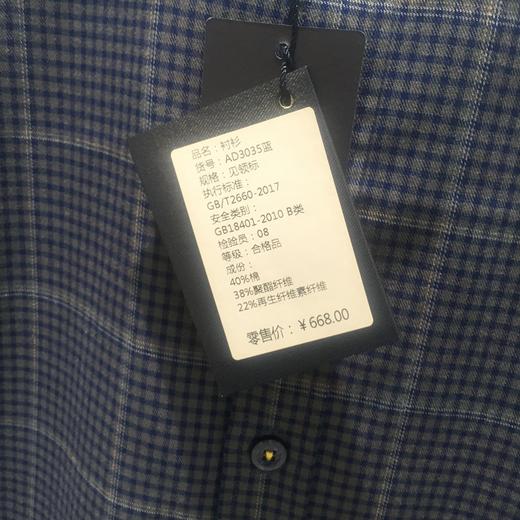 品名：衬衫
货号：AD3035蓝
规格：见领标
执行标准：
GB/T2660-2017
安全类别：
GB18401-2010 B类
检验员：08
等级：合格品
成份：
40%棉
38%聚酯纤维
22%再生纤维素纤维
零售价：￥668.00